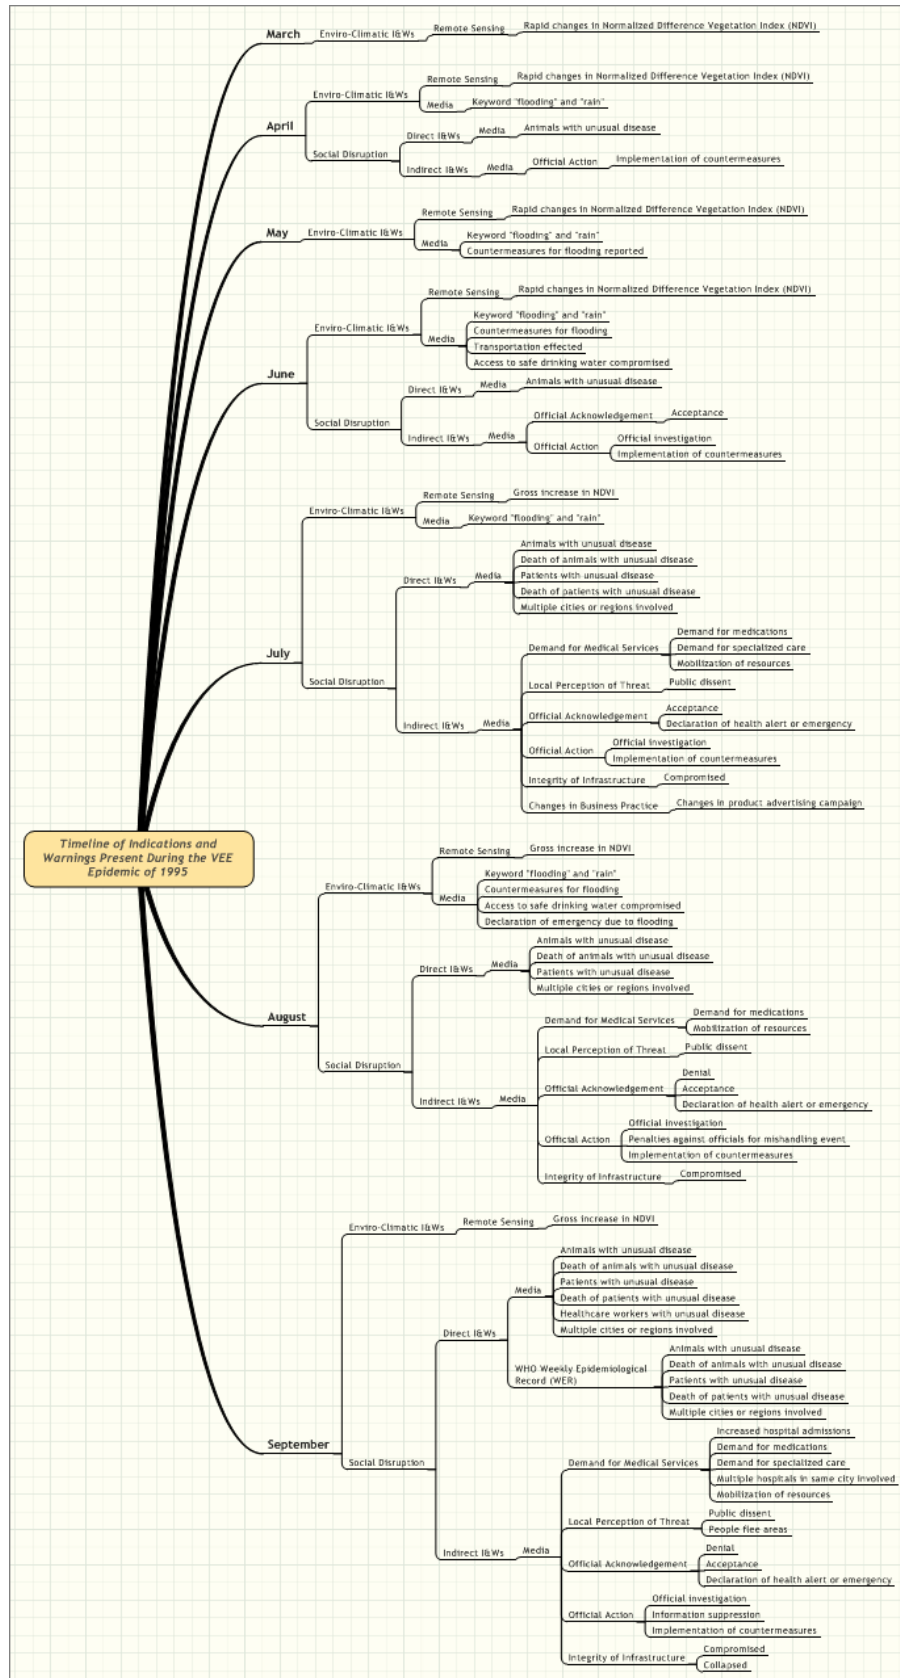 Timeline of Indications and
Warnings Present During the VEE
Epidemic of 1995
March
Enviro-Climatic I&Ws
Remote Sensing
Rapid changes in Normalized Difference Vegetation Index (NDVI)
April
Enviro-Climatic I&Ws
Remote Sensing
Rapid changes in Normalized Difference Vegetation Index (NDVI)
Media
Keyword "flooding" and "rain"
Social Disruption
Direct I&Ws
Media
Animals with unusual disease
Indirect I&Ws
Media
Official Action
Implementation of countermeasures
May
Enviro-Climatic I&Ws
Remote Sensing
Rapid changes in Normalized Difference Vegetation Index (NDVI)
Media
Keyword "flooding" and "rain"
Countermeasures for flooding reported
June
Enviro-Climatic I&Ws
Remote Sensing
Rapid changes in Normalized Difference Vegetation Index (NDVI)
Media
Keyword "flooding" and "rain"
Countermeasures for flooding
Transportation effected
Access to safe drinking water compromised
Social Disruption
Direct I&Ws
Media
Animals with unusual disease
Indirect I&Ws
Media
Official Acknowledgement
Acceptance
Official Action
Official investigation
Implementation of countermeasures
July
Enviro-Climatic I&Ws
Remote Sensing
Gross increase in NDVI
Media
Keyword "flooding" and "rain"
Social Disruption
Direct I&Ws
Media
Animals with unusual disease
Death of animals with unusual disease
Patients with unusual disease
Death of patients with unusual disease
Multiple cities or regions involved
Indirect I&Ws
Media
Demand for Medical Services
Demand for medications
Demand for specialized care
Mobilization of resources
Local Perception of Threat
Public dissent
Official Acknowledgement
Acceptance
Declaration of health alert or emergency
Official Action
Official investigation
Implementation of countermeasures
Integrity of Infrastructure
Compromised
Changes in Business Practice
Changes in product advertising campaign
August
Enviro-Climatic I&Ws
Remote Sensing
Gross increase in NDVI
Media
Keyword "flooding" and "rain"
Countermeasures for flooding
Access to safe drinking water compromised
Declaration of emergency due to flooding
Social Disruption
Direct I&Ws
Media
Animals with unusual disease
Death of animals with unusual disease
Patients with unusual disease
Multiple cities or regions involved
Indirect I&Ws
Media
Demand for Medical Services
Demand for medications
Mobilization of resources
Local Perception of Threat
Public dissent
Official Acknowledgement
Denial
Acceptance
Declaration of health alert or emergency
Official Action
Official investigation
Penalties against officials for mishandling event
Implementation of countermeasures
Integrity of Infrastructure
Compromised
September
Enviro-Climatic I&Ws
Remote Sensing
Gross increase in NDVI
Social Disruption
Direct I&Ws
Media
Animals with unusual disease
Death of animals with unusual disease
Patients with unusual disease
Death of patients with unusual disease
Healthcare workers with unusual disease
Multiple cities or regions involved
WHO Weekly Epidemiological
Record (WER)
Animals with unusual disease
Death of animals with unusual disease
Patients with unusual disease
Death of patients with unusual disease
Multiple cities or regions involved
Indirect I&Ws
Media
Demand for Medical Services
Increased hospital admissions
Demand for medications
Demand for specialized care
Multiple hospitals in same city involved
Mobilization of resources
Local Perception of Threat
Public dissent
People flee areas
Official Acknowledgement
Denial
Acceptance
Declaration of health alert or emergency
Official Action
Official investigation
Information suppression
Implementation of countermeasures
Integrity of Infrastructure
Compromised
Collapsed